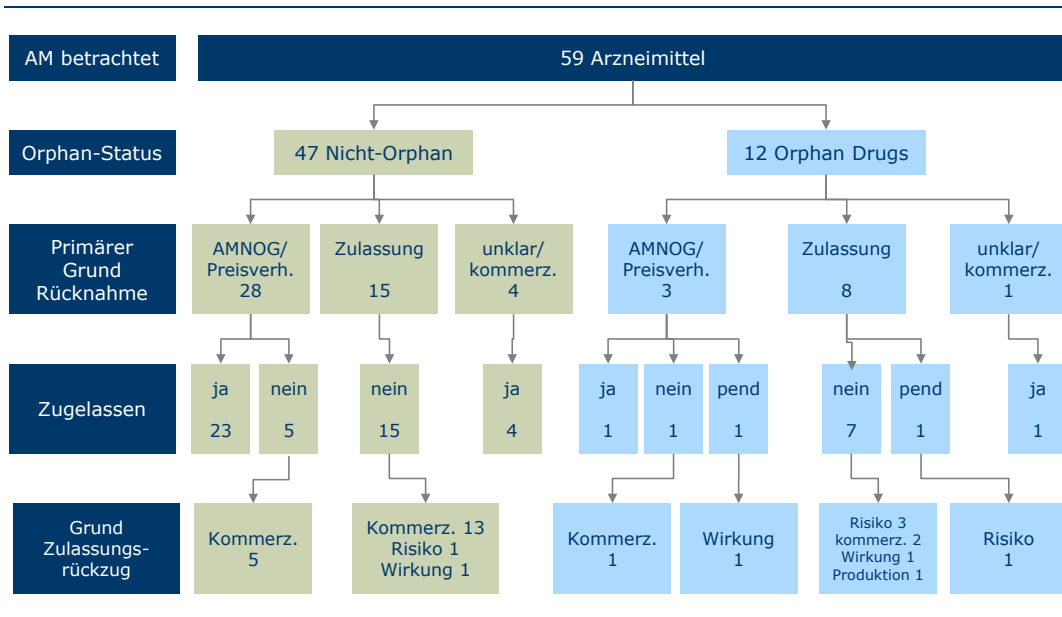 AM betrachtet
59 Arzneimittel
Orphan-Status
47 Nicht-Orphan
12 Orphan Drugs
Primärer
Grund
Rücknahme
AMNOG/
Preisverh.
28
Zulassung
15
unklar/
kommerz.
4
AMNOG/
Preisverh.
3
Zulassung
8
unklar/
kommerz.
1
Zugelassen
ja
23
nein
5
nein
15
ja
4
ja
1
nein
1
pend
1
nein
7
pend
1
ja
1
Grund
Zulassungs-
rückzug
Kommerz.
5
Kommerz. 13
Risiko 1
Wirkung 1
Kommerz.
1
Wirkung
1
Risiko 3
kommerz. 2
Wirkung 1
Produktion 1
Risiko
1